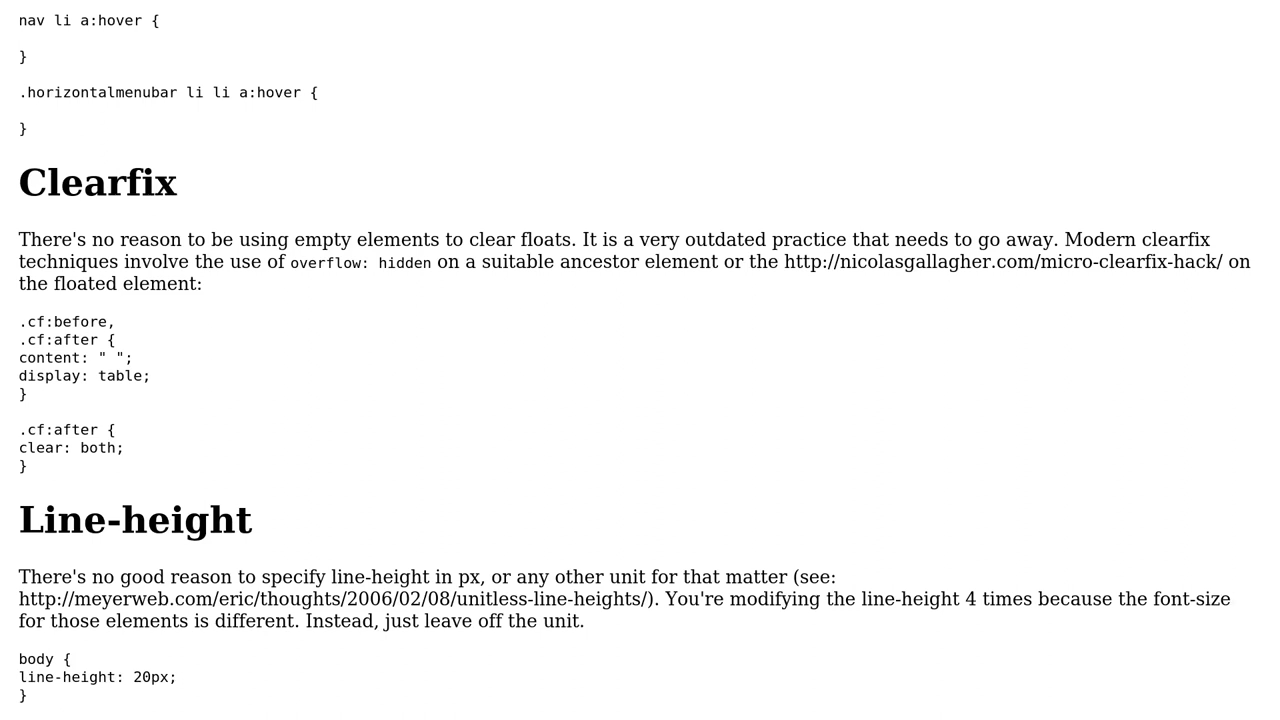 nav li a:hover {
}
.horizontalmenubar li li a:hover {
}
Clearfix
There's no reason to be using empty elements to clear floats. It is a very outdated practice that needs to go away. Modern clearfix
techniques involve the use of overflow: hidden on a suitable ancestor element or the http://nicolasgallagher.com/micro-clearfix-hack/ on
the floated element:
.cf:before,
.cf:after {
content: " ";
display: table;
}
.cf:after {
clear: both;
}
Line-height
There's no good reason to specify line-height in px, or any other unit for that matter (see:
http://meyerweb.com/eric/thoughts/2006/02/08/unitless-line-heights/). You're modifying the line-height 4 times because the font-size
for those elements is different. Instead, just leave off the unit.
body {
line-height: 20px;
}